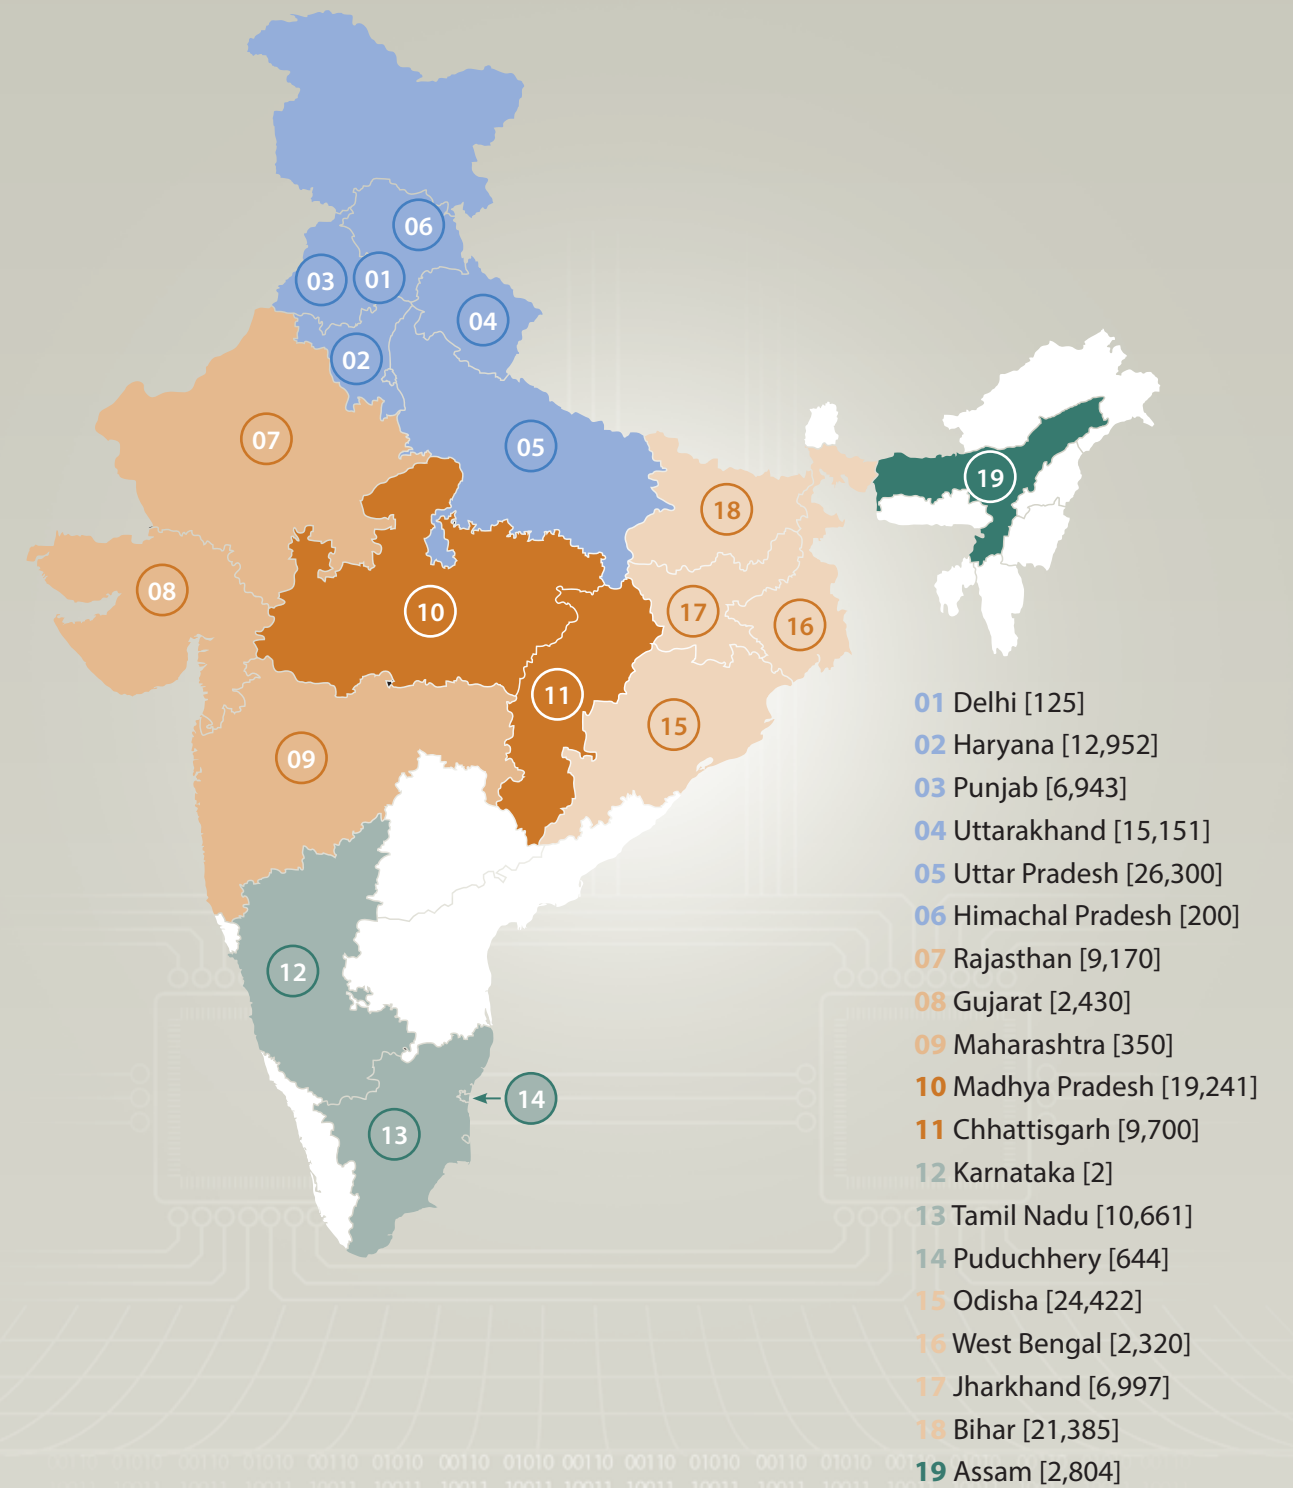 06
03
01
04
02
07
05
18
19
08
10
17
16
11
15
09
12
14
13
01 Delhi [125]
02 Haryana [12,952]
03 Punjab [6,943]
04 Uttarakhand [15,151]
05 Uttar Pradesh [26,300]
06 Himachal Pradesh [200]
07 Rajasthan [9,170]
08 Gujarat [2,430]
09 Maharashtra [350]
10 Madhya Pradesh [19,241]
11 Chhattisgarh [9,700]
12 Karnataka [2]
13 Tamil Nadu [10,661]
14 Puduchhery [644]
15 Odisha [24,422]
16 West Bengal [2,320]
17 Jharkhand [6,997]
18 Bihar [21,385]
19 Assam [2,804]